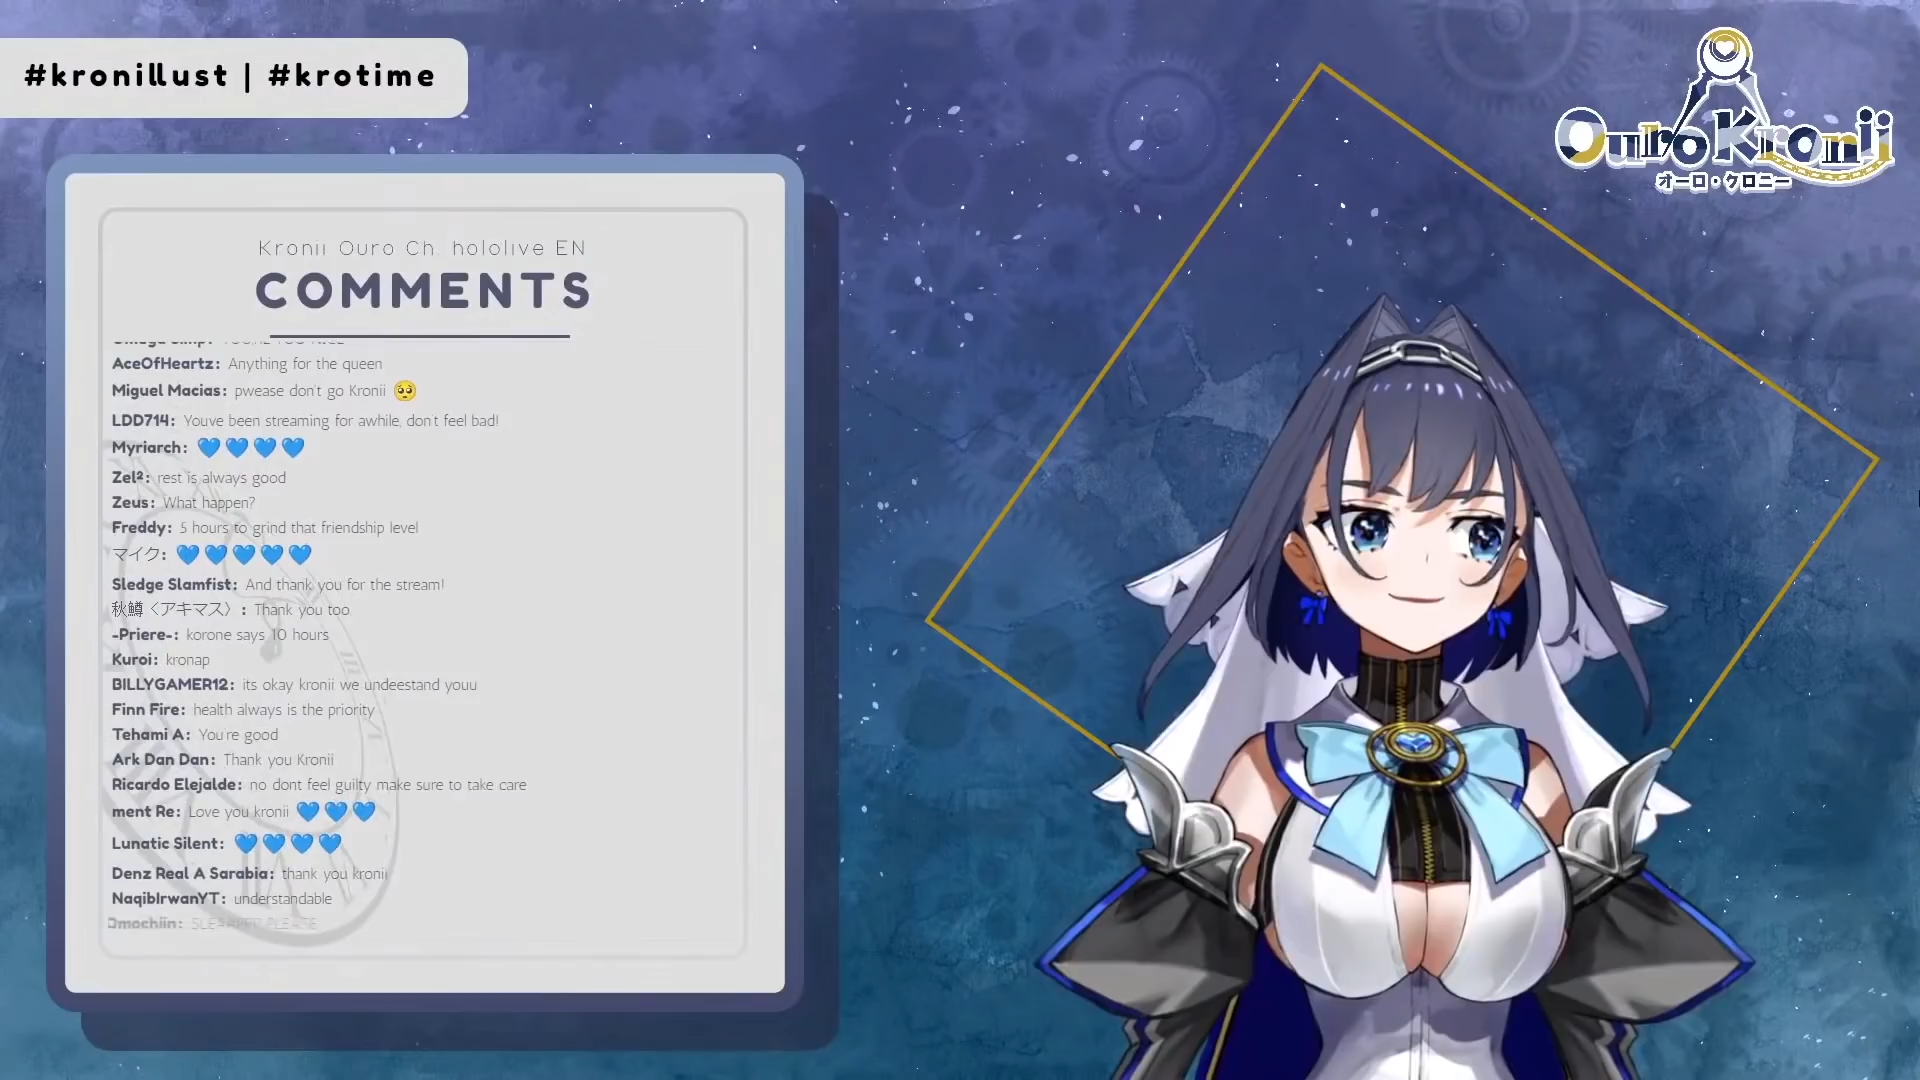 #kronillust | #krotime
Ouro Kronii
オーロ・クロニー
Kronii Ouro Ch. hololive EN
COMMENTS
AceOfHeartz: Anything for the queen
Miguel Macias: pwease don't go Kronii 🥺
LDD714: Youve been streaming for awhile, don't feel bad!
Myriarch: 💙💙💙💙
Zel²: rest is always good
Zeus: What happen?
Freddy: 5 hours to grind that friendship level
マイク: 💙💙💙💙💙
Sledge Slamfist: And thank you for the stream!
秋鱒〈アキマス〉: Thank you too
-Priere-: korone says 10 hours
Kuroi: kronap
BILLYGAMER12: its okay kronii we undeestand youu
Finn Fire: health always is the priority
Tehami A: You're good
Ark Dan Dan: Thank you Kronii
Ricardo Elejalde: no dont feel guilty make sure to take care
ment Re: Love you kronii 💙💙💙
Lunatic Silent: 💙💙💙💙
Denz Real A Sarabia: thank you kronii
NaqibIrwanYT: understandable